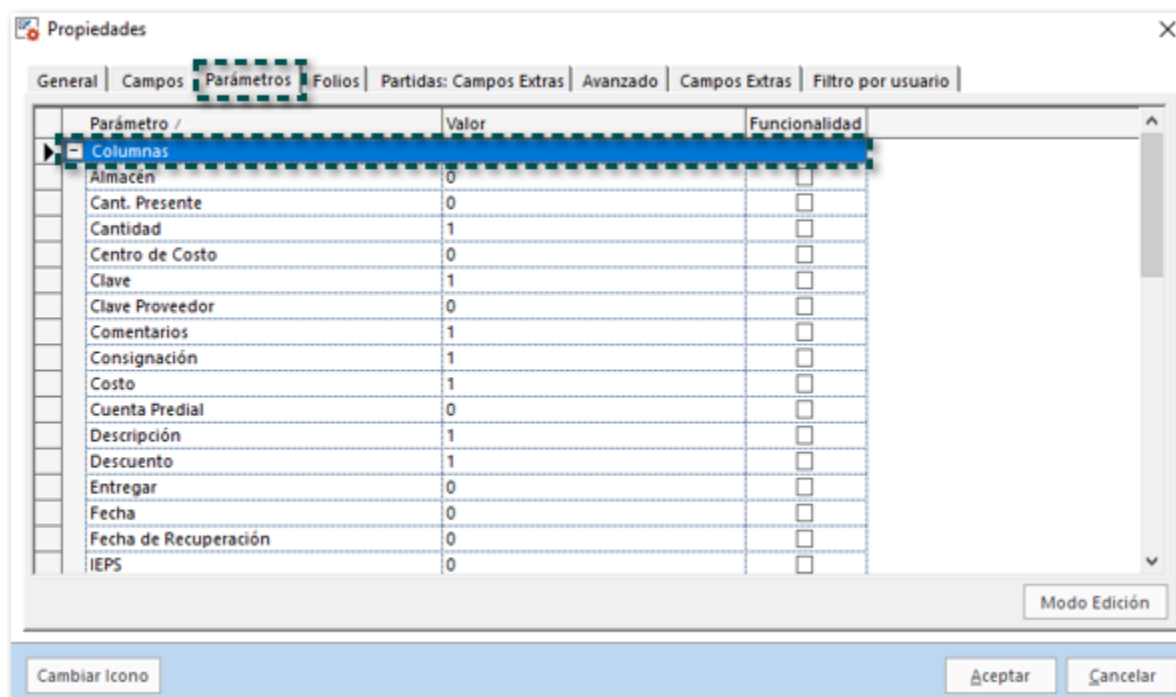 Propiedades
General Campos Parámetros Folios Partidas: Campos Extras Avanzado Campos Extras Filtro por usuario
Parámetro Valor Funcionalidad
Columnas
Almacén 0
Cant. Presente 0
Cantidad 1
Centro de Costo 0
Clave 1
Clave Proveedor 0
Comentarios 1
Consignación 1
Costo 1
Cuenta Predial 0
Descripción 1
Descuento 1
Entregar 0
Fecha 0
Fecha de Recuperación 0
IEPS 0
Modo Edición
Cambiar Icono Aceptar Cancelar